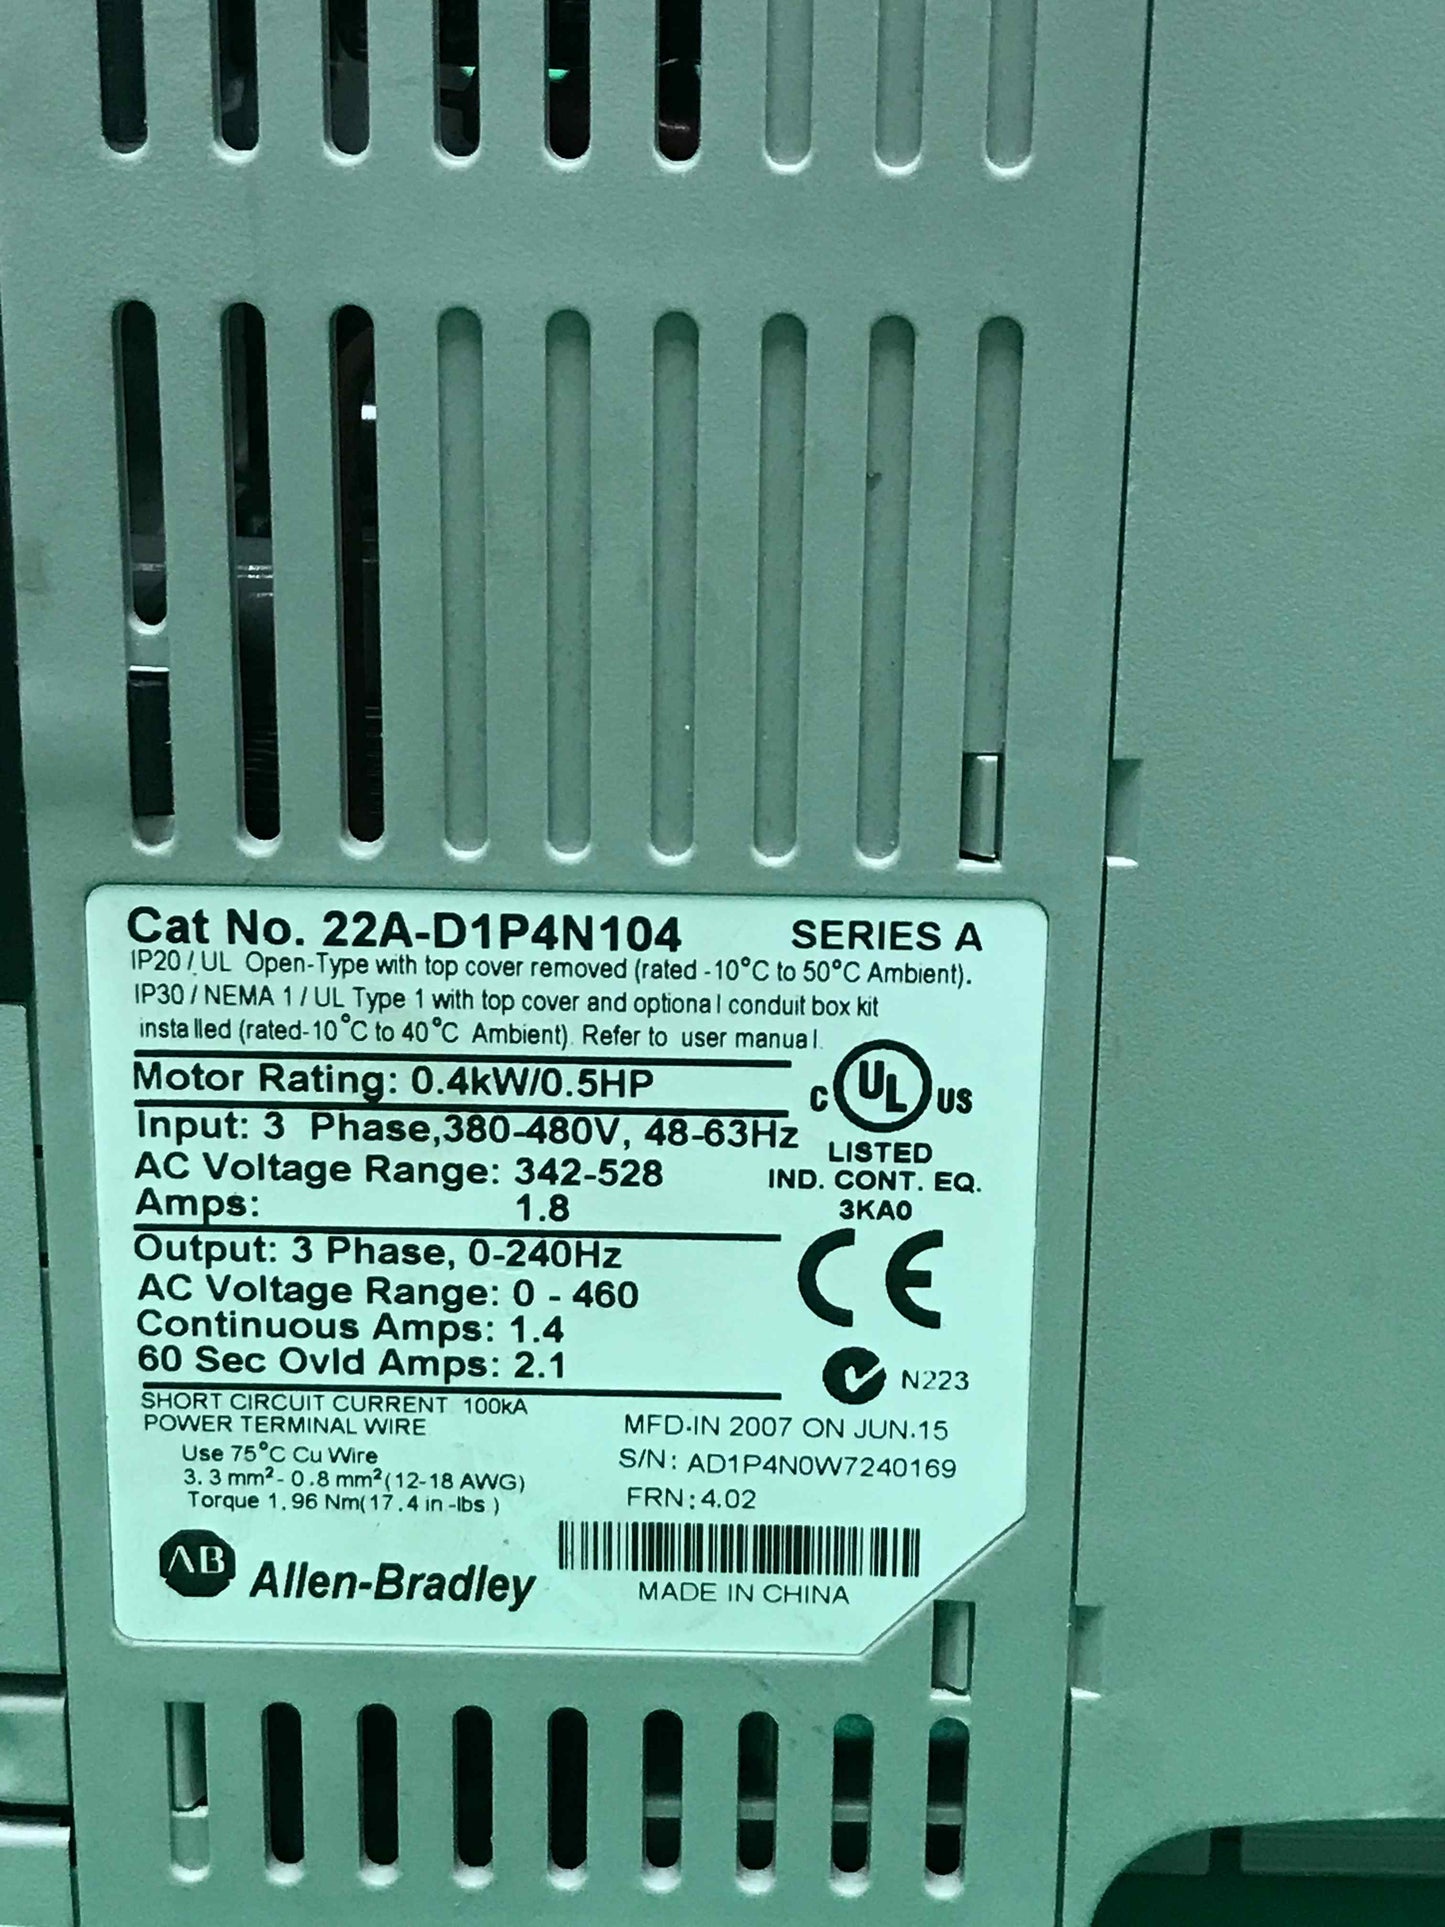 Cat No. 22A-D1P4N104 SERIES A
IP20 / UL Open-Type with top cover removed (rated -10°C to 50°C Ambient).
IP30 / NEMA 1 / UL Type 1 with top cover and optional conduit box kit
installed (rated-10°C to 40°C Ambient). Refer to user manual.
Motor Rating: 0.4kW/0.5HP
Input: 3 Phase,380-480V, 48-63Hz
AC Voltage Range: 342-528
Amps: 1.8
C UL US
LISTED
IND. CONT. EQ.
3KA0
Output: 3 Phase, 0-240Hz
AC Voltage Range: 0 - 460
Continuous Amps: 1.4
60 Sec Ovld Amps: 2.1
CE
N223
SHORT CIRCUIT CURRENT 100kA
POWER TERMINAL WIRE
Use 75°C Cu Wire
3.3 mm²- 0.8 mm²(12-18 AWG)
Torque 1.96 Nm(17.4 in-lbs )
MFD.IN 2007 ON JUN.15
S/N: AD1P4N0W7240169
FRN:4.02
AB Allen-Bradley
MADE IN CHINA